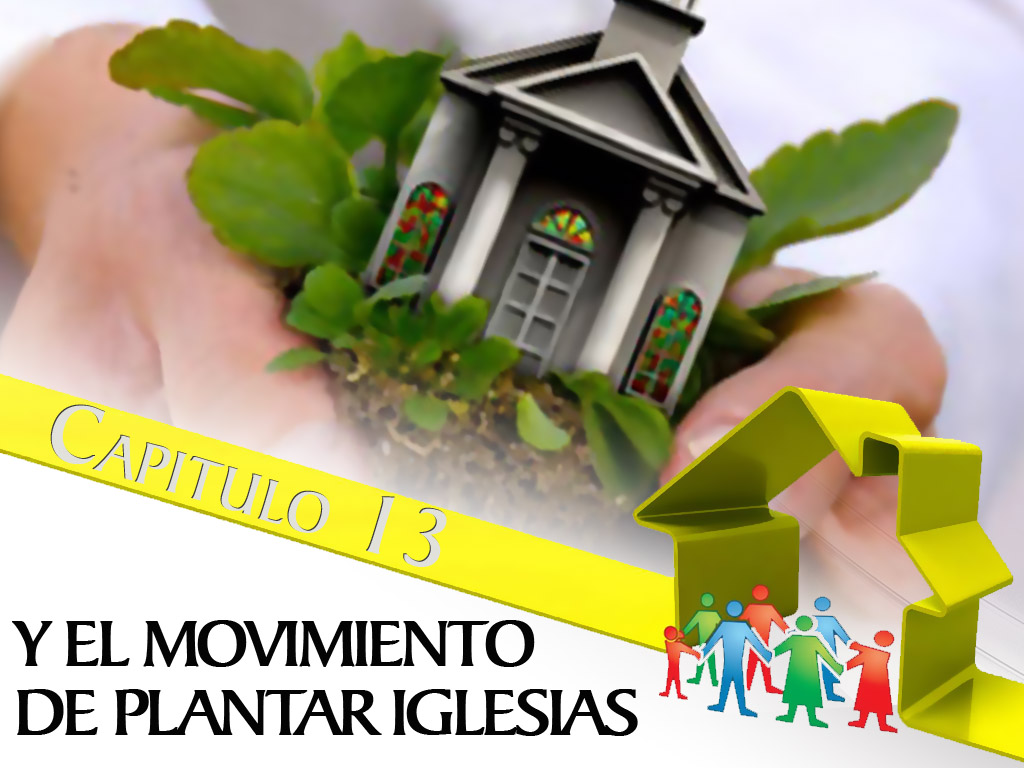 CAPITULO 13
Y EL MOVIMIENTO
DE PLANTAR IGLESIAS